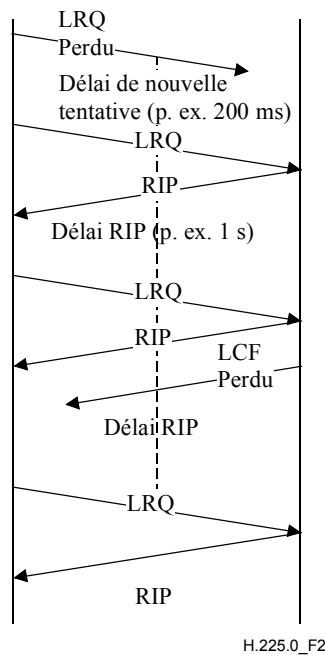 LRQ
Perdu
Délai de nouvelle
tentative (p. ex. 200 ms)
LRQ
RIP
Délai RIP (p. ex. 1 s)
LRQ
RIP
LCF
Perdu
Délai RIP
LRQ
RIP
H.225.0_F2